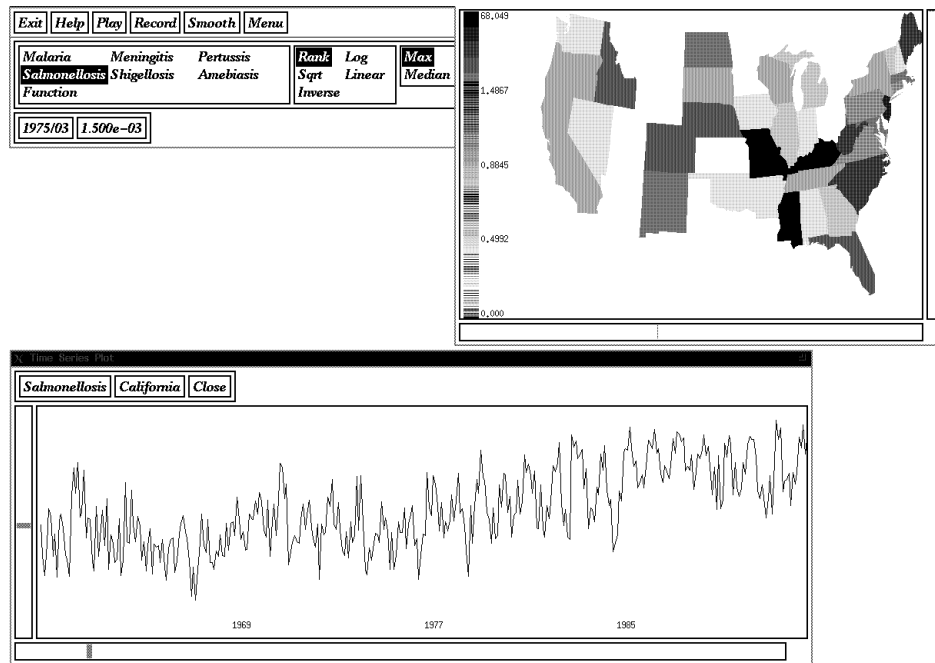 Exit Help Play Record Smooth Menu
Malaria Meningitis Pertussis
Salmonellosis Shigellosis Amebiasis
Function
Rank Log
Sqrt Linear
Inverse
Max
Median
1975/03 1.500e-03
68.049
1.4867
0.8845
0.4992
0.000
X Time Series Plot
Salmonellosis California Close
1969 1977 1985